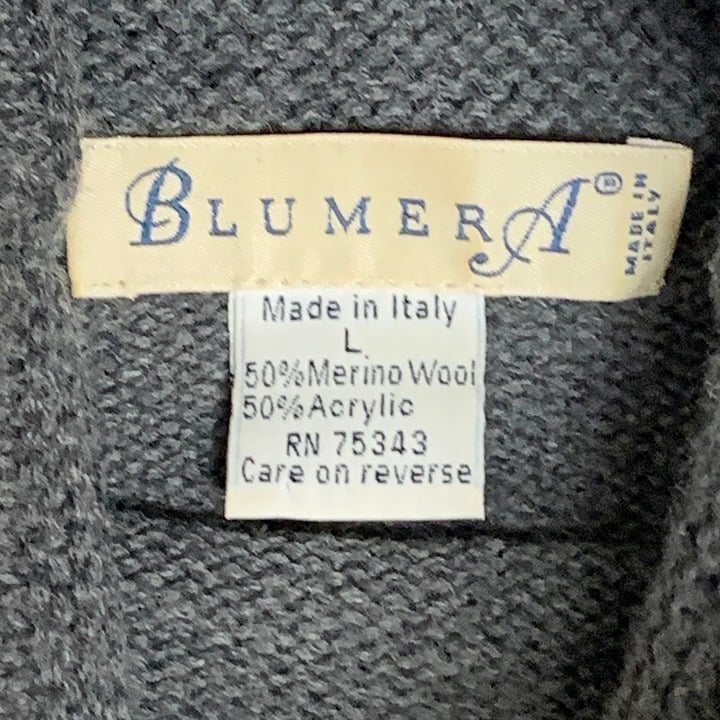 BLUMERA®
MADE IN
ITALY
Made in Italy
L
50%Merino Wool
50%Acrylic
RN 75343
Care on reverse